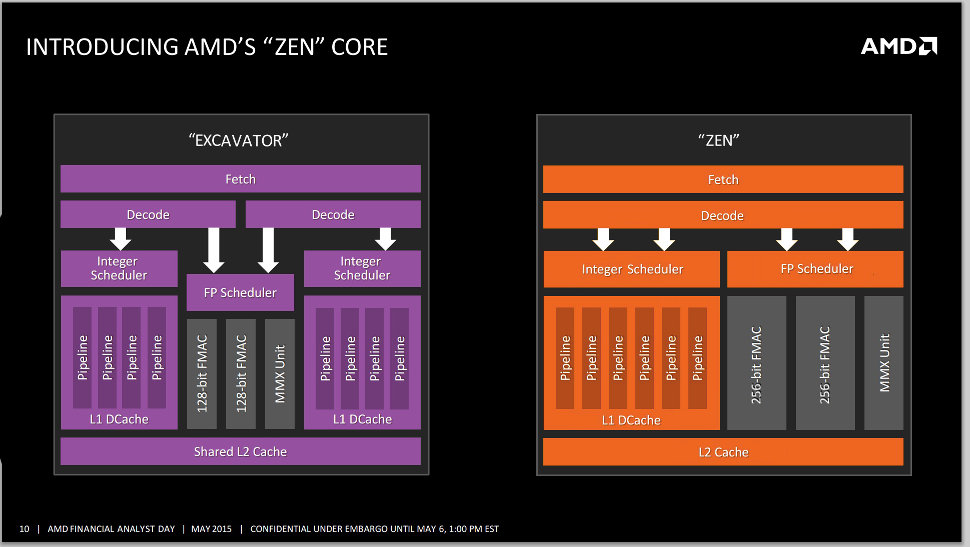 INTRODUCING AMD'S "ZEN" CORE
AMD
"EXCAVATOR"
Fetch
Decode
Decode
Integer
Scheduler
FP Scheduler
Integer
Scheduler
Pipeline
Pipeline
Pipeline
Pipeline
L1 DCache
128-bit FMAC
128-bit FMAC
MMX Unit
Pipeline
Pipeline
Pipeline
Pipeline
L1 DCache
Shared L2 Cache
"ZEN"
Fetch
Decode
Integer Scheduler
FP Scheduler
Pipeline
Pipeline
Pipeline
Pipeline
Pipeline
Pipeline
L1 DCache
256-bit FMAC
256-bit FMAC
MMX Unit
L2 Cache
10 | AMD FINANCIAL ANALYST DAY | MAY 2015 | CONFIDENTIAL UNDER EMBARGO UNTIL MAY 6, 1:00 PM EST